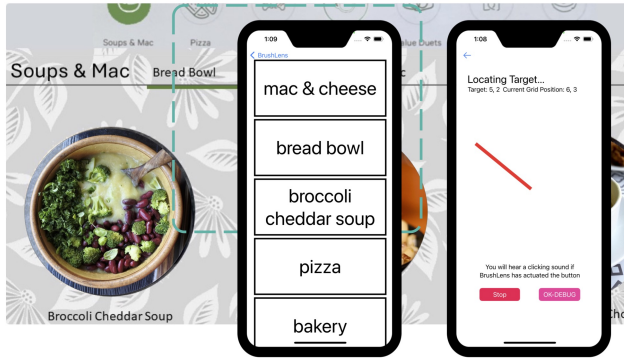 Soups & Mac
Pizza
alue Duets
Soups & Mac
Bread Bowl
c
Broccoli Cheddar Soup
Cho
1:09
BrushLens
mac & cheese
bread bowl
broccoli
cheddar soup
pizza
bakery
1:08
Locating Target...
Target: 5, 2 Current Grid Position: 6, 3
You will hear a clicking sound if
BrushLens has actuated the button
Stop
OK-DEBUG